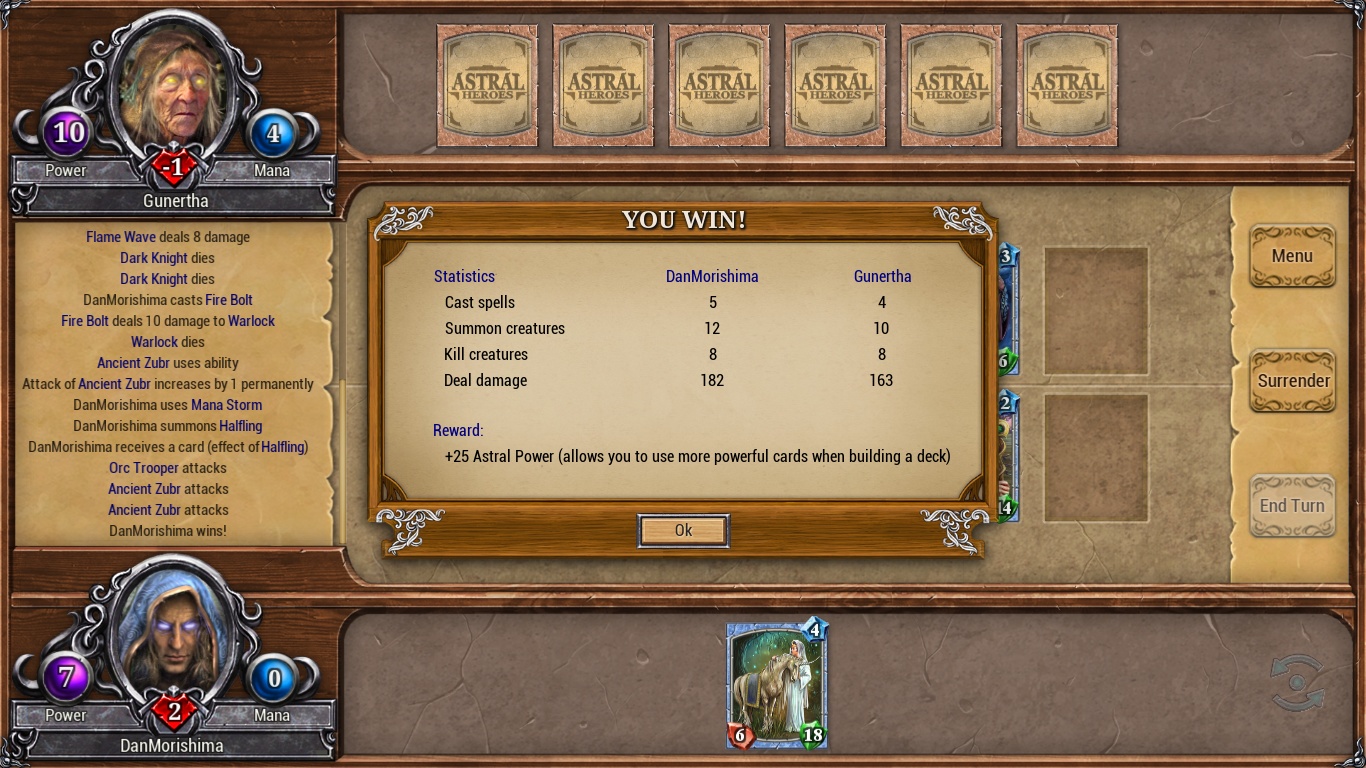 10
4
-1
Power
Mana
Gunertha
ASTRAL HEROES
ASTRAL HEROES
ASTRAL HEROES
ASTRAL HEROES
ASTRAL HEROES
ASTRAL HEROES
Flame Wave deals 8 damage
Dark Knight dies
Dark Knight dies
DanMorishima casts Fire Bolt
Fire Bolt deals 10 damage to Warlock
Warlock dies
Ancient Zubr uses ability
Attack of Ancient Zubr increases by 1 permanently
DanMorishima uses Mana Storm
DanMorishima summons Halfling
DanMorishima receives a card (effect of Halfling)
Orc Trooper attacks
Ancient Zubr attacks
Ancient Zubr attacks
DanMorishima wins!
YOU WIN!
Statistics DanMorishima Gunertha
Cast spells 5 4
Summon creatures 12 10
Kill creatures 8 8
Deal damage 182 163
Reward:
+25 Astral Power (allows you to use more powerful cards when building a deck)
Ok
3
6
2
4
Menu
Surrender
End Turn
7
0
2
Power
Mana
DanMorishima
4
6
18